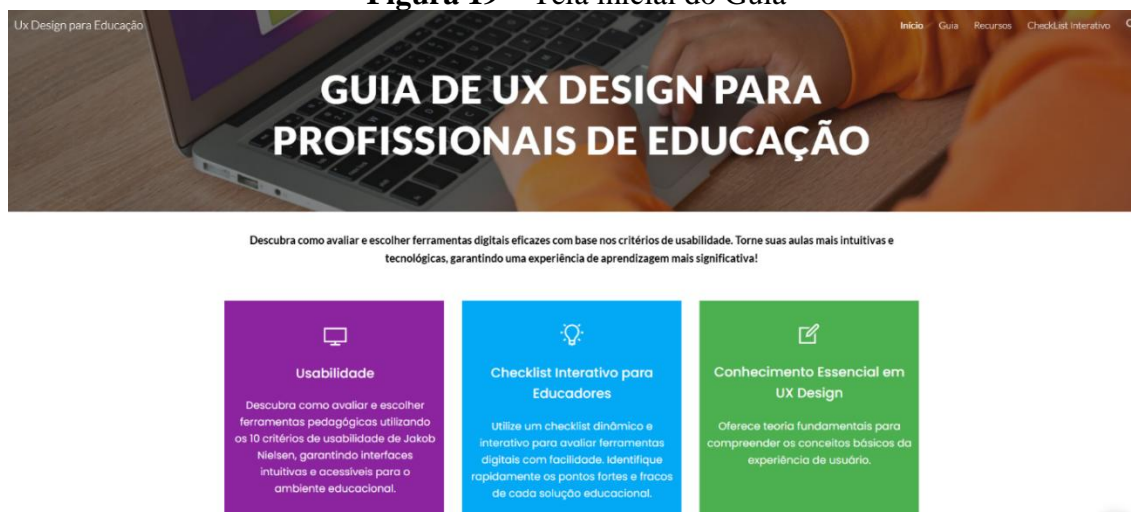 Figura 19 – Tela inicial do Guia
Ux Design para Educação
Início Guia Recursos CheckList Interativo
GUIA DE UX DESIGN PARA
PROFISSIONAIS DE EDUCAÇÃO
Descubra como avaliar e escolher ferramentas digitais eficazes com base nos critérios de usabilidade. Torne suas aulas mais intuitivas e
tecnológicas, garantindo uma experiência de aprendizagem mais significativa!
Usabilidade
Descubra como avaliar e escolher
ferramentas pedagógicas utilizando
os 10 critérios de usabilidade de Jakob
Nielsen, garantindo interfaces
intuitivas e acessíveis para o
ambiente educacional.
Checklist Interativo para
Educadores
Utilize um checklist dinâmico e
interativo para avaliar ferramentas
digitais com facilidade. Identifique
rapidamente os pontos fortes e fracos
de cada solução educacional.
Conhecimento Essencial em
UX Design
Oferece teoria fundamentais para
compreender os conceitos básicos da
experiência de usuário.